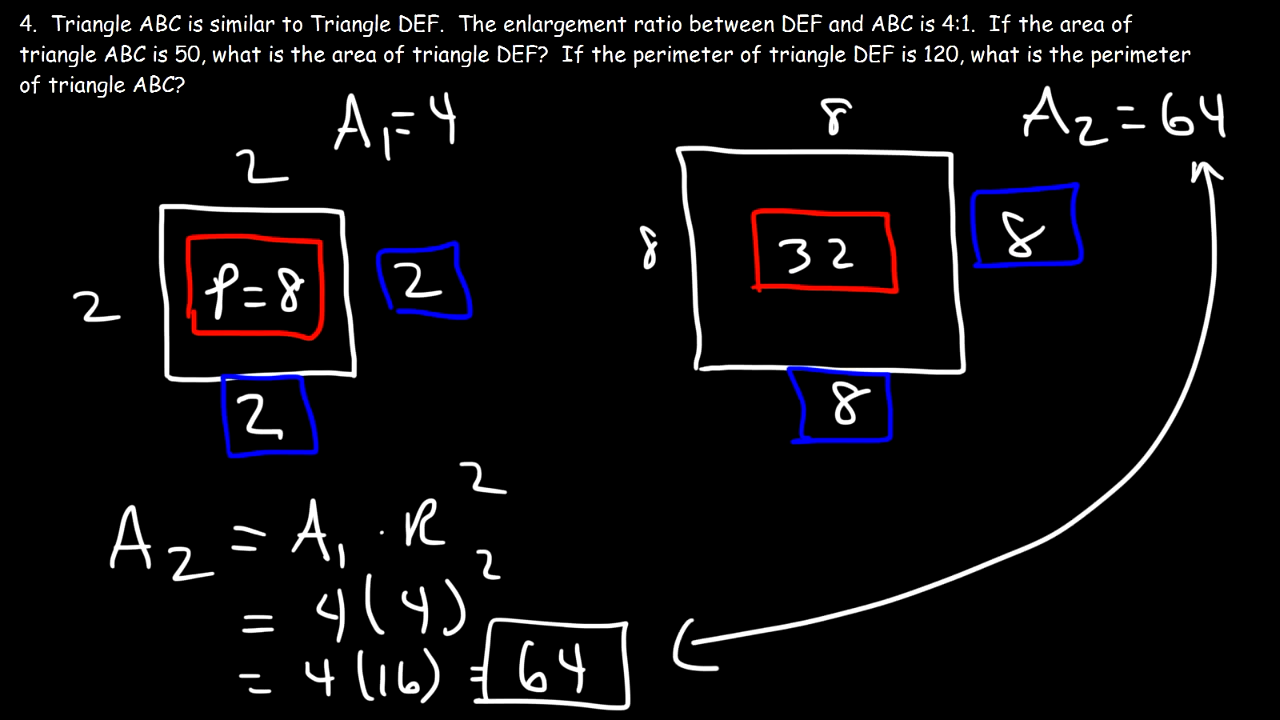 4. Triangle ABC is similar to Triangle DEF. The enlargement ratio between DEF and ABC is 4:1. If the area of
triangle ABC is 50, what is the area of triangle DEF? If the perimeter of triangle DEF is 120, what is the perimeter
of triangle ABC?
A₁=4
2
2
P=8
2
2
A₂=64
8
8
32
8
8
A₂ = A₁ · R²
= 4(4)²
= 4(16) = 64